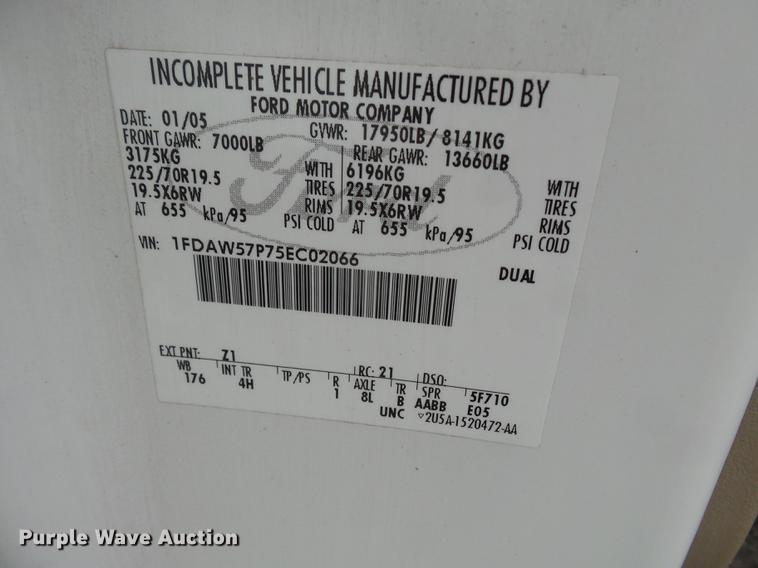 INCOMPLETE VEHICLE MANUFACTURED BY
FORD MOTOR COMPANY
DATE: 01/05 GVWR: 17950LB / 8141KG
FRONT GAWR: 7000LB REAR GAWR: 13660LB
3175KG WITH 6196KG WITH
225/70R19.5 TIRES 225/70R19.5 TIRES
19.5X6RW RIMS 19.5X6RW RIMS
AT 655 kPa/95 PSI COLD AT 655 kPa/95 PSI COLD
VIN: 1FDAW57P75EC02066 DUAL
Ford
EXT PNT: Z1 RC: 21 DSO:
WB INT TR TP/PS R AXLE TR SPR 5F710
176 4H 1 8L B AABB E05
UNC 2U5A-1520472-AA
Purple Wave Auction